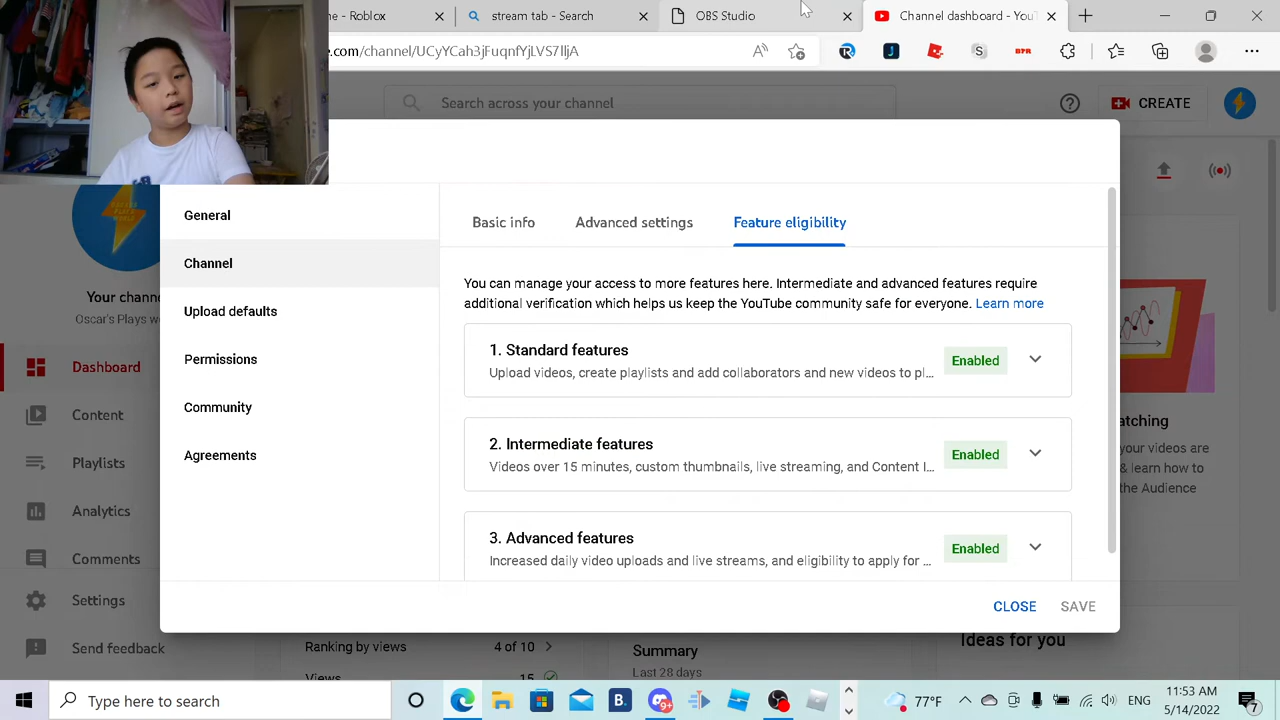 e - Roblox
stream tab - Search
OBS Studio
Channel dashboard - YouT
e.com/channel/UCyYCah3jFuqnfYjLVS7lljA
Search across your channel
CREATE
General
Channel
Upload defaults
Permissions
Community
Agreements
Basic info
Advanced settings
Feature eligibility
You can manage your access to more features here. Intermediate and advanced features require
additional verification which helps us keep the YouTube community safe for everyone. Learn more
1. Standard features
Upload videos, create playlists and add collaborators and new videos to pl...
Enabled
2. Intermediate features
Videos over 15 minutes, custom thumbnails, live streaming, and Content I...
Enabled
3. Advanced features
Increased daily video uploads and live streams, and eligibility to apply for ...
Enabled
CLOSE
SAVE
Your chann
Oscar's Plays w
Dashboard
Content
Playlists
Analytics
Comments
Settings
Send feedback
atching
your videos are
& learn how to
the Audience
Ranking by views
4 of 10
Views
15
Summary
Last 28 days
Ideas for you
Type here to search
B.
9+
77°F
ENG
11:53 AM
5/14/2022
7